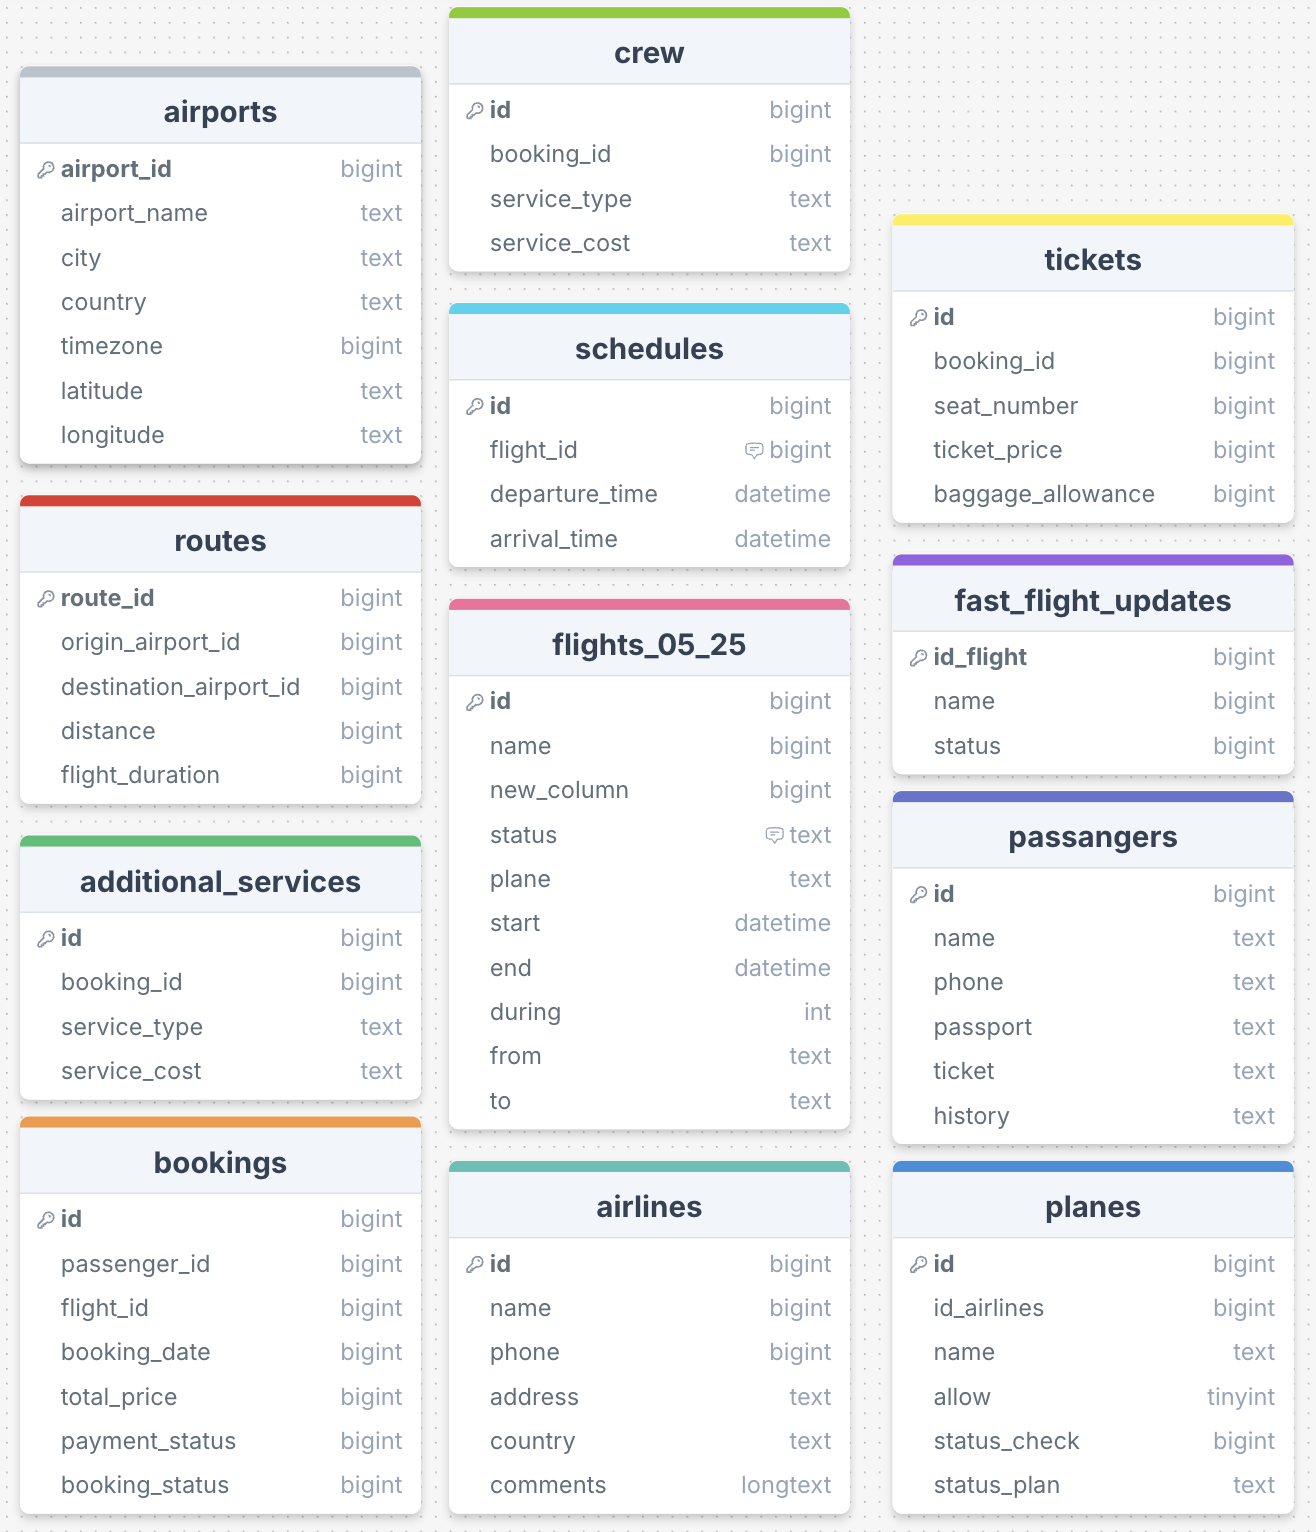 airports
airport_id bigint
airport_name text
city text
country text
timezone bigint
latitude text
longitude text
routes
route_id bigint
origin_airport_id bigint
destination_airport_id bigint
distance bigint
flight_duration bigint
additional_services
id bigint
booking_id bigint
service_type text
service_cost text
bookings
id bigint
passenger_id bigint
flight_id bigint
booking_date bigint
total_price bigint
payment_status bigint
booking_status bigint
crew
id bigint
booking_id bigint
service_type text
service_cost text
schedules
id bigint
flight_id bigint
departure_time datetime
arrival_time datetime
flights_05_25
id bigint
name bigint
new_column bigint
status text
plane text
start datetime
end datetime
during int
from text
to text
airlines
id bigint
name bigint
phone bigint
address text
country text
comments longtext
tickets
id bigint
booking_id bigint
seat_number bigint
ticket_price bigint
baggage_allowance bigint
fast_flight_updates
id_flight bigint
name bigint
status bigint
passangers
id bigint
name text
phone text
passport text
ticket text
history text
planes
id bigint
id_airlines bigint
name text
allow tinyint
status_check bigint
status_plan text